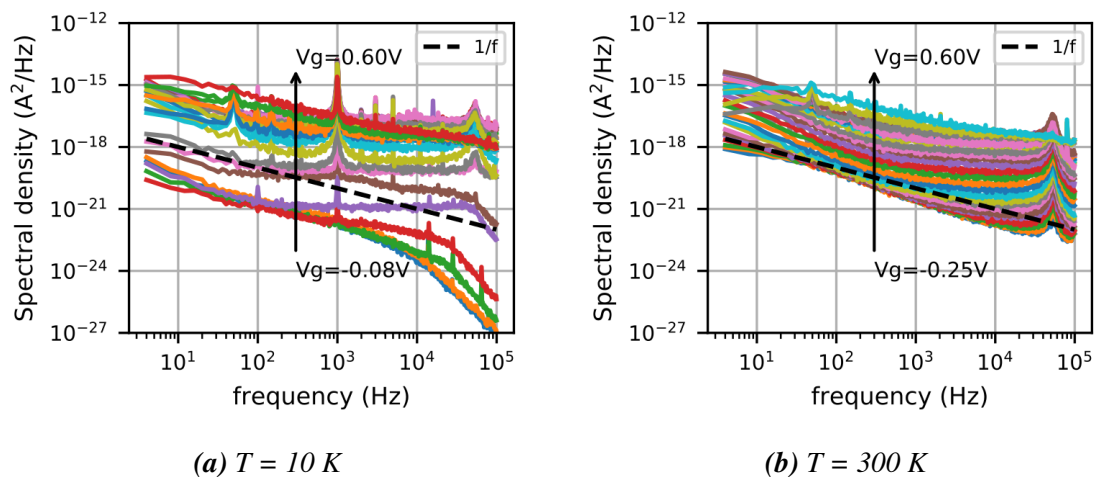 10⁻¹²
10⁻¹⁵
10⁻¹⁸
10⁻²¹
10⁻²⁴
10⁻²⁷
Spectral density (A²/Hz)
1/f
Vg=0.60V
Vg=-0.08V
10¹ 10² 10³ 10⁴ 10⁵
frequency (Hz)
(a) T = 10 K
10⁻¹²
10⁻¹⁵
10⁻¹⁸
10⁻²¹
10⁻²⁴
10⁻²⁷
Spectral density (A²/Hz)
1/f
Vg=0.60V
Vg=-0.25V
10¹ 10² 10³ 10⁴ 10⁵
frequency (Hz)
(b) T = 300 K